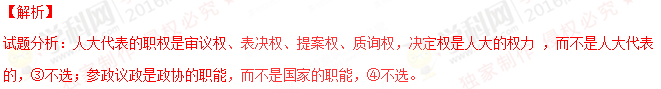 【解析】
试题分析：人大代表的职权是审议权、表决权、提案权、质询权，决定权是人大的权力 ，而不是人大代表
的，③不选；参政议政是政协的职能，而不是国家的职能，④不选。